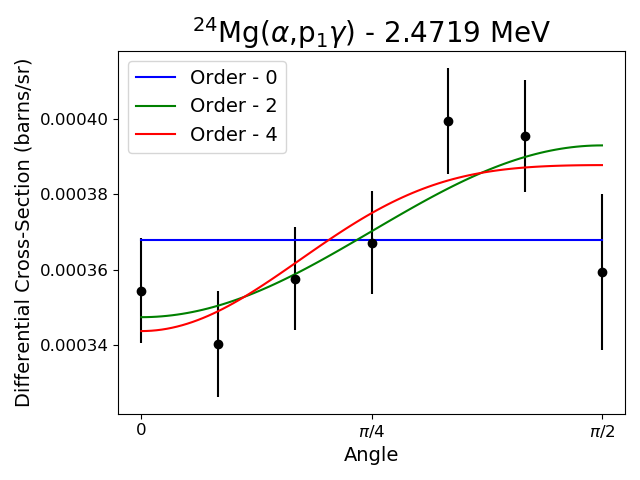 ²⁴Mg(α,p₁γ) - 2.4719 MeV
Order - 0
Order - 2
Order - 4
Differential Cross-Section (barns/sr)
0.00040
0.00038
0.00036
0.00034
0
π/4
π/2
Angle